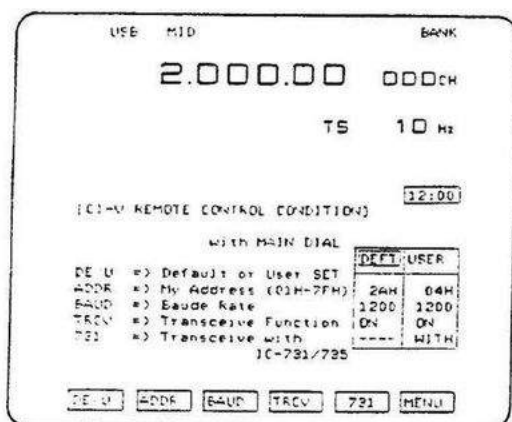 USB MID BANK
2.000.00 000CH
TS 10 Hz
12:00
[CI-V REMOTE CONTROL CONDITION]
with MAIN DIAL
DEFT USER
DE-U =) Default or User SET
ADDR =) My Address (01H-7FH) 2AH 04H
BAUD =) Baude Rate 1200 1200
TRCV =) Transceive Function ON ON
731 =) Transceive with ---- WITH
IC-731/735
DE-U ADDR BAUD TRCV 731 MENU